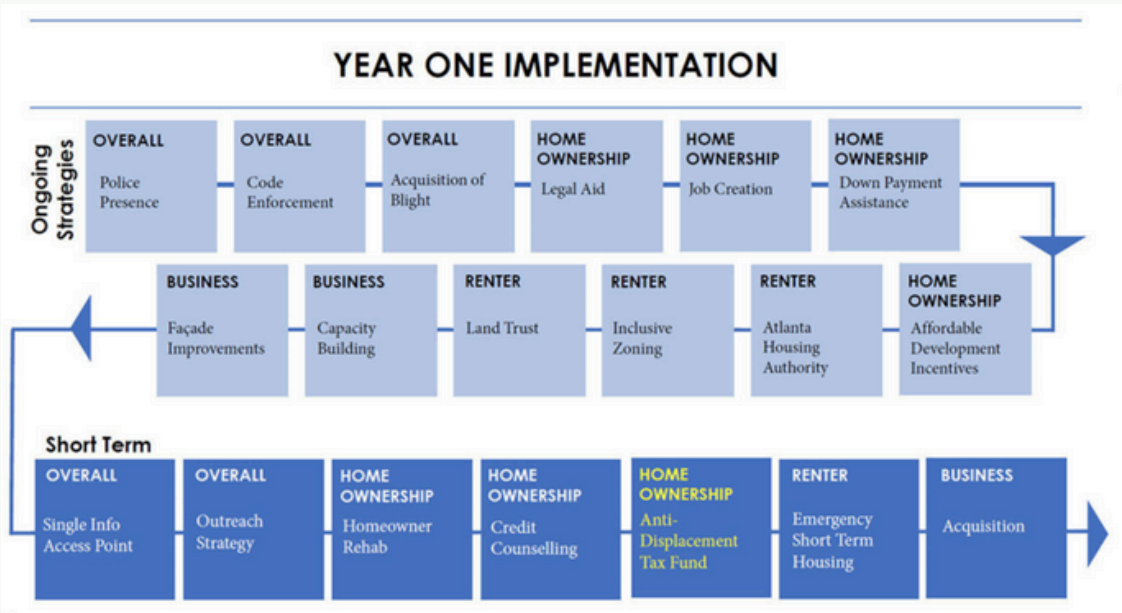 YEAR ONE IMPLEMENTATION
Ongoing
Strategies
OVERALL
Police
Presence
OVERALL
Code
Enforcement
OVERALL
Acquisition of
Blight
HOME
OWNERSHIP
Legal Aid
HOME
OWNERSHIP
Job Creation
HOME
OWNERSHIP
Down Payment
Assistance
BUSINESS
Façade
Improvements
BUSINESS
Capacity
Building
RENTER
Land Trust
RENTER
Inclusive
Zoning
RENTER
Atlanta
Housing
Authority
HOME
OWNERSHIP
Affordable
Development
Incentives
Short Term
OVERALL
Single Info
Access Point
OVERALL
Outreach
Strategy
HOME
OWNERSHIP
Homeowner
Rehab
HOME
OWNERSHIP
Credit
Counselling
HOME
OWNERSHIP
Anti-
Displacement
Tax Fund
RENTER
Emergency
Short Term
Housing
BUSINESS
Acquisition